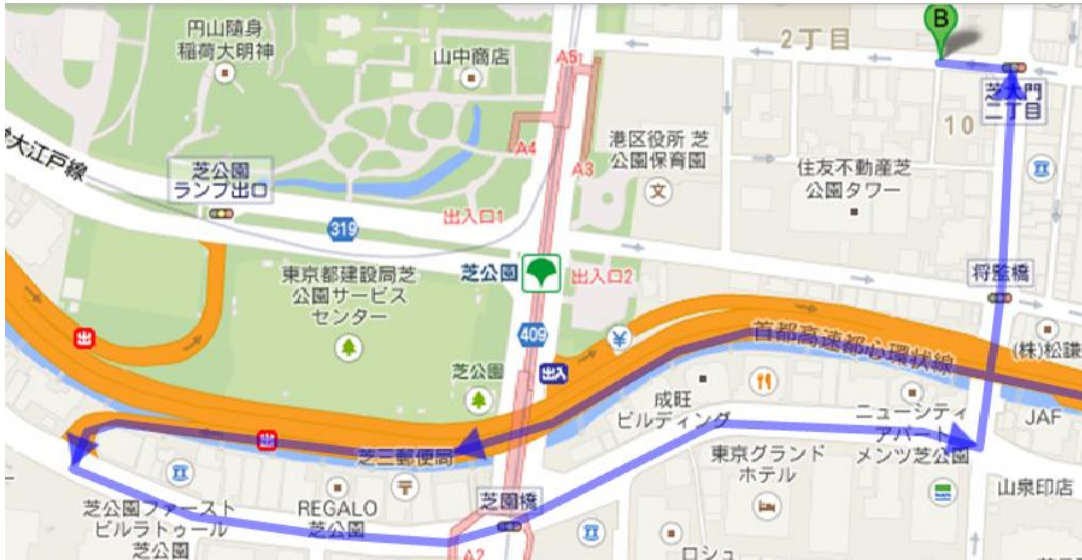 円山隨身
稲荷大明神
山中商店
A5
2丁目
B
芝大門
二丁目
10
大江戸線
芝公園
ランプ出口
A4
A3
港区役所 芝
公園保育園
文
住友不動産芝
公園タワー
出入口1
319
東京都建設局芝
公園サービス
センター
芝公園
出入口2
将監橋
409
出
¥
首都高速都心環状線
(株)松謙
芝公園
出入
成旺
ビルディング
ニューシティ
アパート
メンツ芝公園
JAF
出
芝三郵便局
東京グランド
ホテル
芝公園ファースト
ビルラトゥール
芝公園
REGALO
芝公園
芝園橋
山泉印店
A2
ロシュ